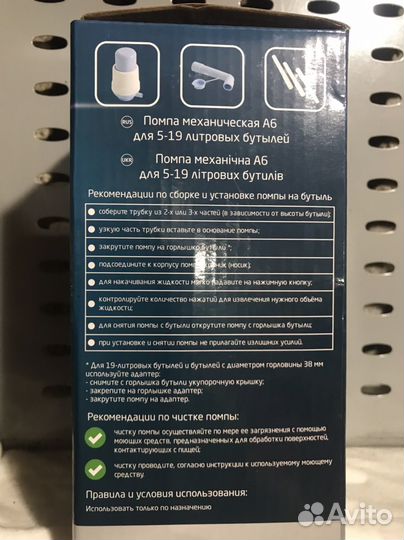 RUS
Помпа механическая А6
для 5-19 литровых бутылей
UKR
Помпа механічна А6
для 5-19 літрових бутилів
Рекомендации по сборке и установке помпы на бутыль
соберите трубку из 2-х или 3-х частей (в зависимости от высоты бутыли);
узкую часть трубки вставьте в основание помпы;
закрутите помпу на горлышко бутыли *;
подсоедините к корпусу помпы (носик);
для накачивания жидкости мягко надавите на нажимную кнопку;
контролируйте количество нажатий для извлечения нужного объёма
жидкости;
для снятия помпы с бутыли открутите помпу с горлышка бутыли;
при установке и снятии помпы не прилагайте излишних усилий.
* Для 19-литровых бутылей и бутылей с диаметром горловины 38 мм
используйте адаптер:
- снимите с горлышка бутыли укупорочную крышку;
- закрепите на горлышке адаптер;
- закрутите помпу на адаптер.
Рекомендации по чистке помпы:
чистку помпы осуществляйте по мере ее загрязнения с помощью
моющих средств, предназначенных для обработки поверхностей,
контактирующих с пищей;
чистку проводите, согласно инструкции к используемому моющему
средству.
Правила и условия использования:
Использовать только по назначению
Avito